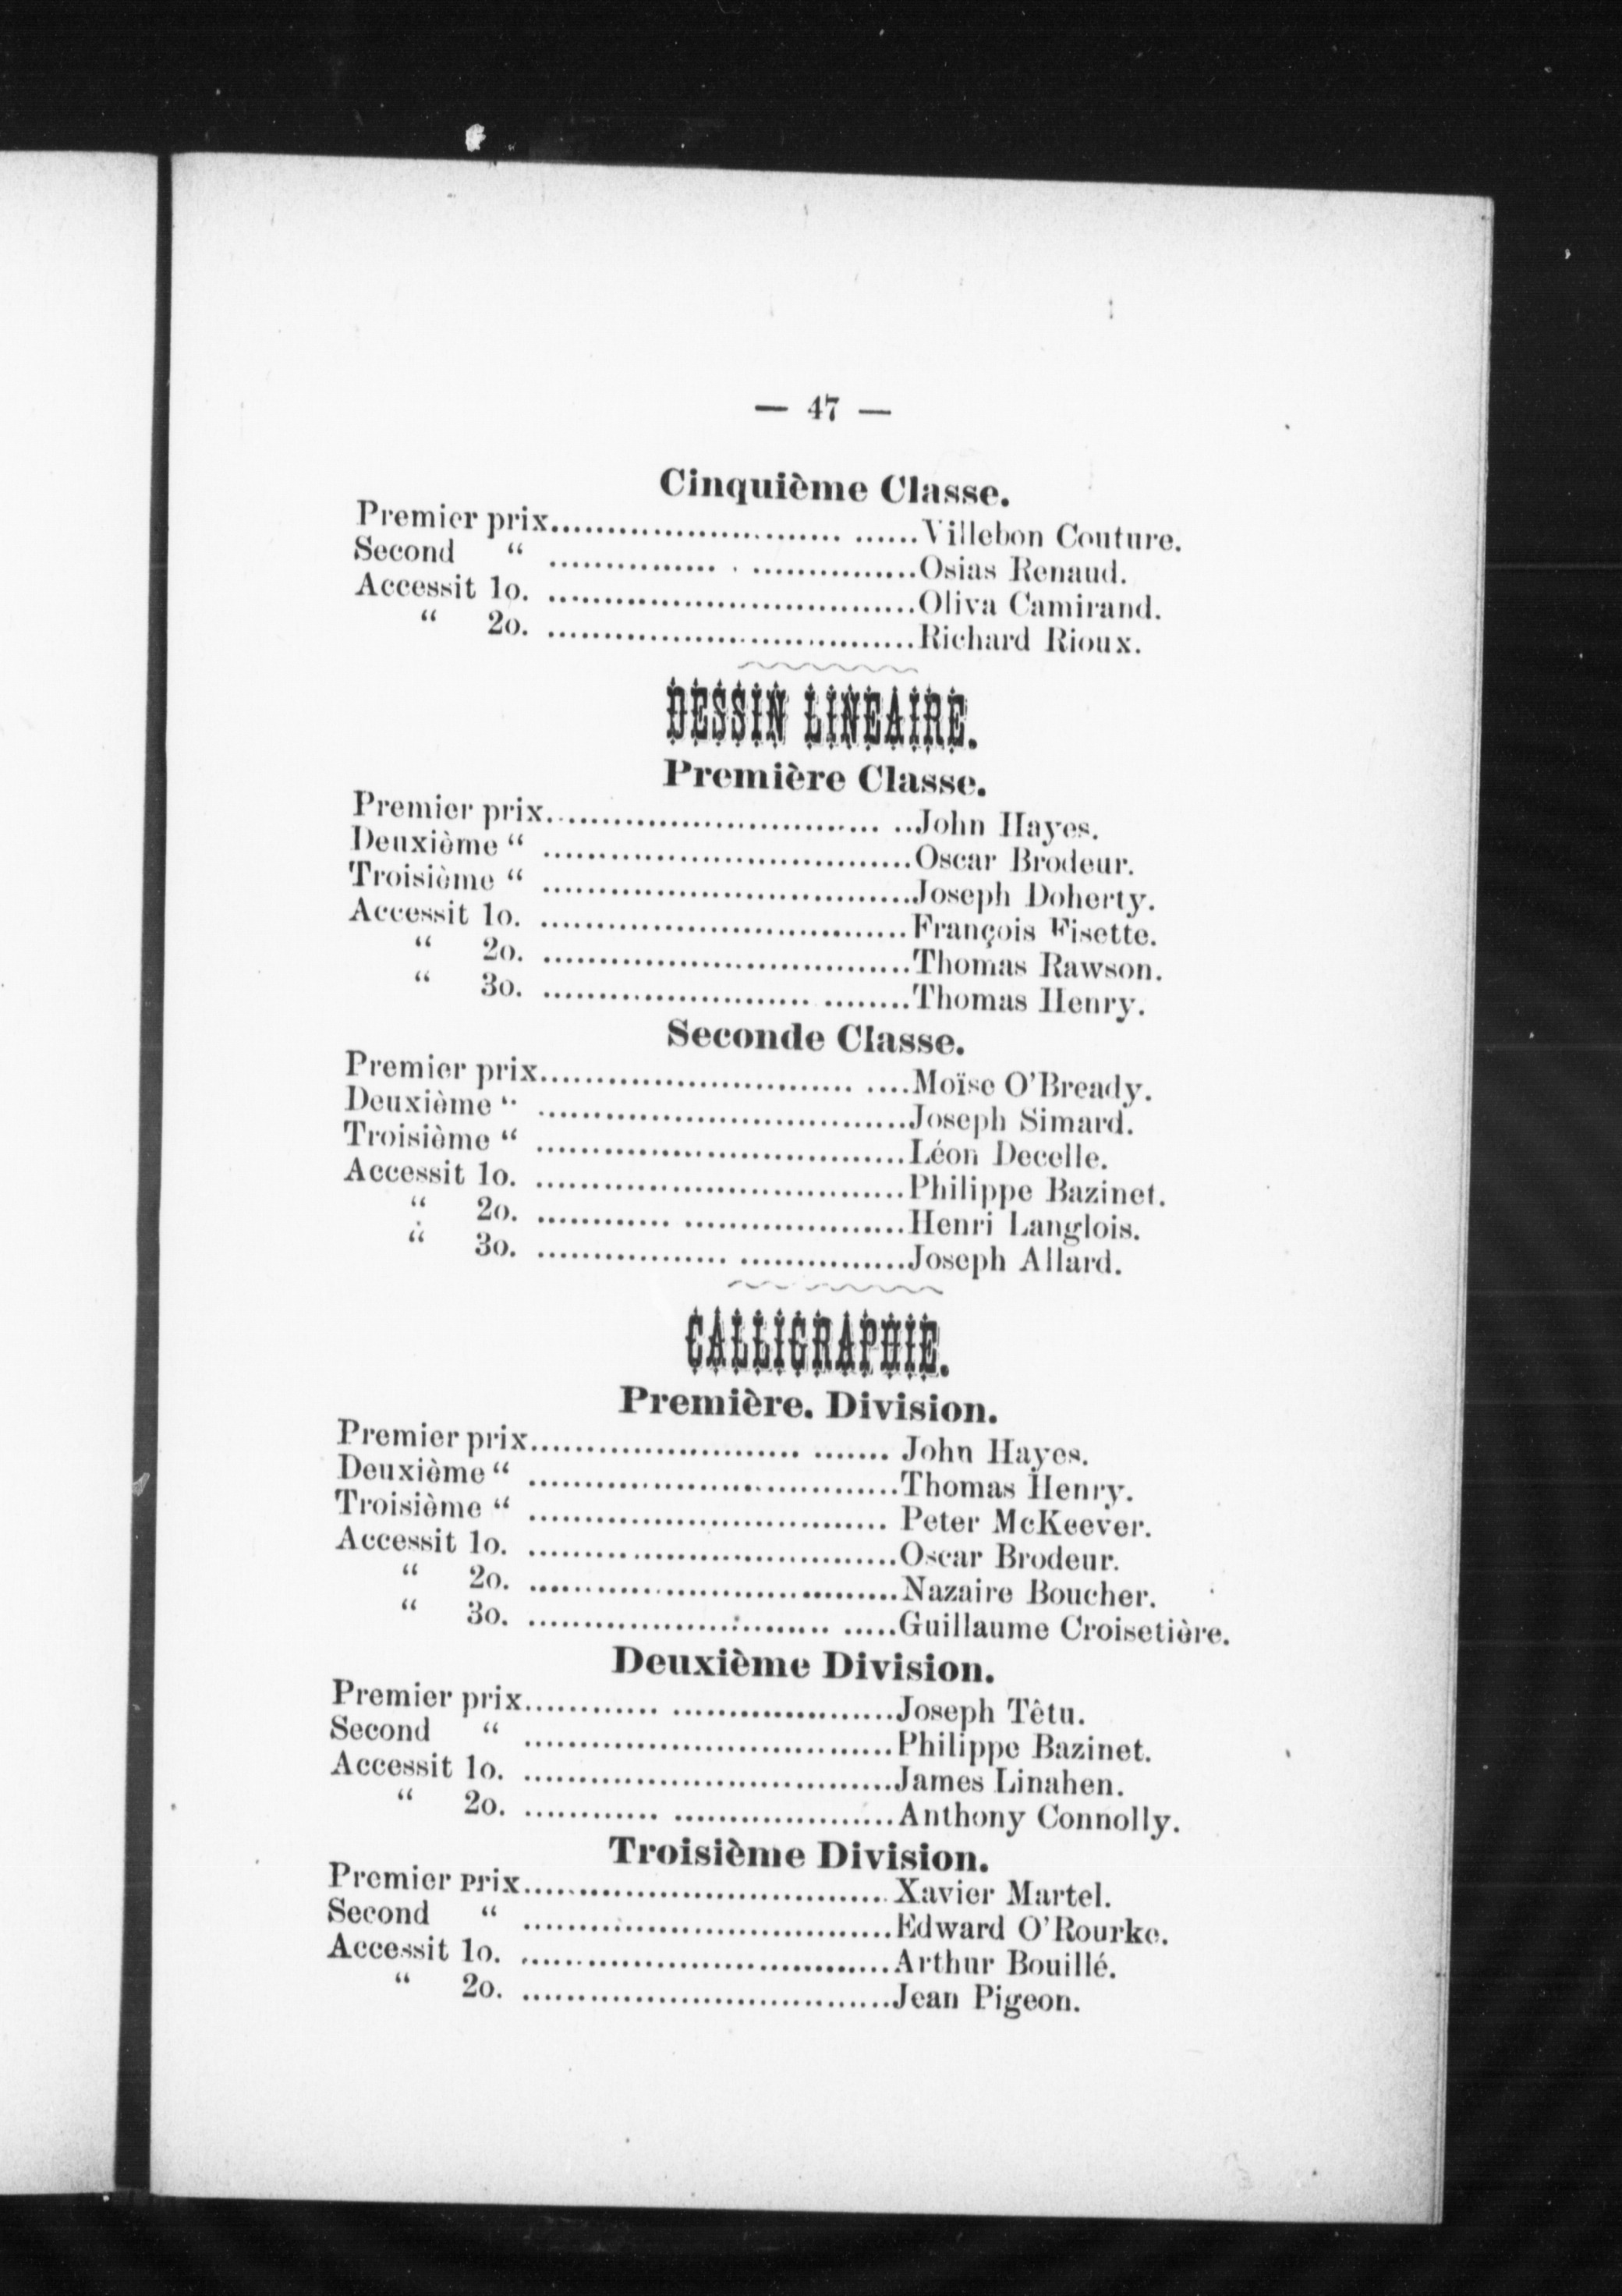 — 47 —
Cinquième Classe.
Premier prix.................................Villebon Couture.
Second “ .................................Osias Renaud.
Accessit 1o. .................................Oliva Camirand.
“ 2o. .................................Richard Rioux.
DESSIN LINEAIRE.
Première Classe.
Premier prix.................................John Hayes.
Deuxième “ .................................Oscar Brodeur.
Troisième “ .................................Joseph Doherty.
Accessit 1o. .................................François Fisette.
“ 2o. .................................Thomas Rawson.
“ 3o. .................................Thomas Henry.
Seconde Classe.
Premier prix.................................Moïse O’Bready.
Deuxième “ .................................Joseph Simard.
Troisième “ .................................Léon Decelle.
Accessit 1o. .................................Philippe Bazinet.
“ 2o. .................................Henri Langlois.
“ 3o. .................................Joseph Allard.
CALLIGRAPHIE.
Première. Division.
Premier prix................................. John Hayes.
Deuxième “ .................................Thomas Henry.
Troisième “ ................................. Peter McKeever.
Accessit 1o. .................................Oscar Brodeur.
“ 2o. .................................Nazaire Boucher.
“ 3o. .................................Guillaume Croisetière.
Deuxième Division.
Premier prix.................................Joseph Têtu.
Second “ .................................Philippe Bazinet.
Accessit 1o. .................................James Linahen.
“ 2o. .................................Anthony Connolly.
Troisième Division.
Premier prix.................................Xavier Martel.
Second “ .................................Edward O’Rourke.
Accessit 1o. .................................Arthur Bouillé.
“ 2o. .................................Jean Pigeon.